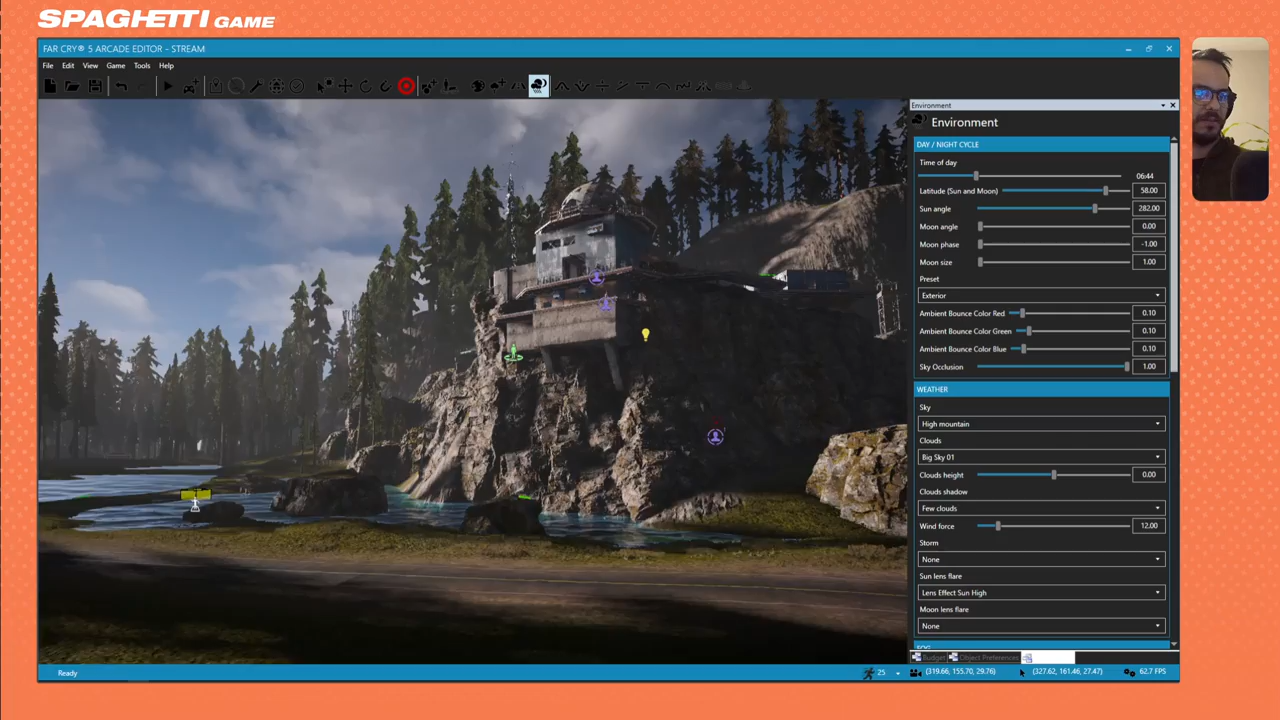 SPAGHETTI GAME
FAR CRY® 5 ARCADE EDITOR - STREAM
File Edit View Game Tools Help
Environment
Environment
DAY / NIGHT CYCLE
Time of day
06:44
Latitude (Sun and Moon) 58.00
Sun angle 282.00
Moon angle 0.00
Moon phase -1.00
Moon size 1.00
Preset
Exterior
Ambient Bounce Color Red 0.10
Ambient Bounce Color Green 0.10
Ambient Bounce Color Blue 0.10
Sky Occlusion 1.00
WEATHER
Sky
High mountain
Clouds
Big Sky 01
Clouds height 0.00
Clouds shadow
Few clouds
Wind force 12.00
Storm
None
Sun lens flare
Lens Effect Sun High
Moon lens flare
None
FOG
Budget Object Preferences
Ready 25 (319.66, 155.70, 29.76) (327.62, 161.46, 27.47) 62.7 FPS